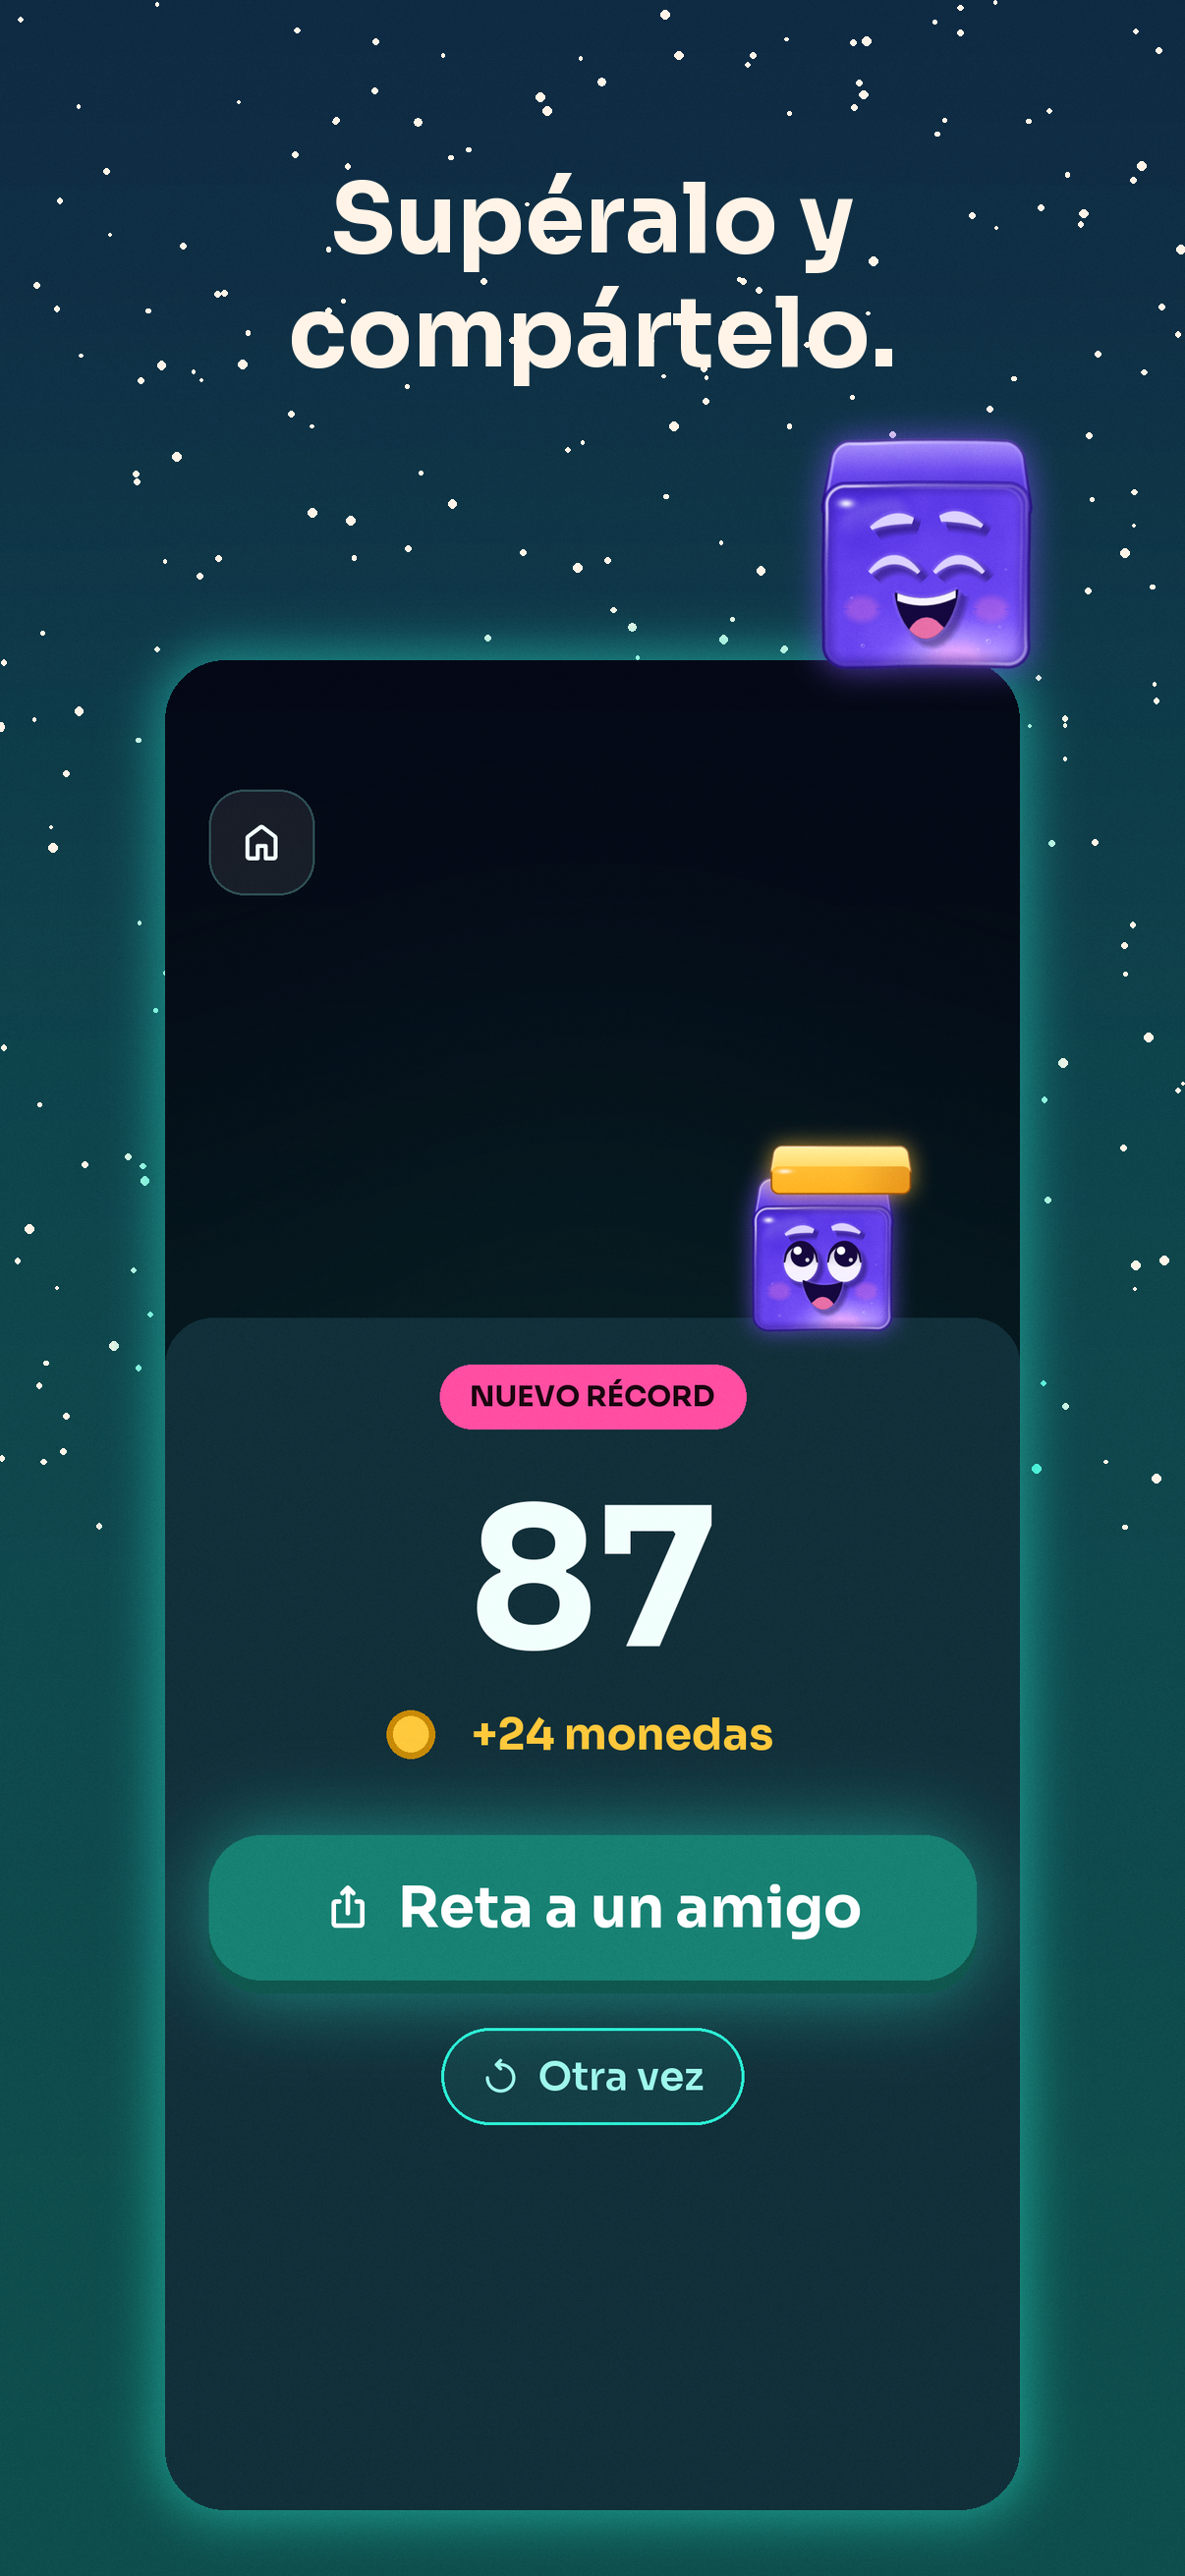 Supéralo y
compártelo.
NUEVO RÉCORD
87
+24 monedas
Reta a un amigo
Otra vez